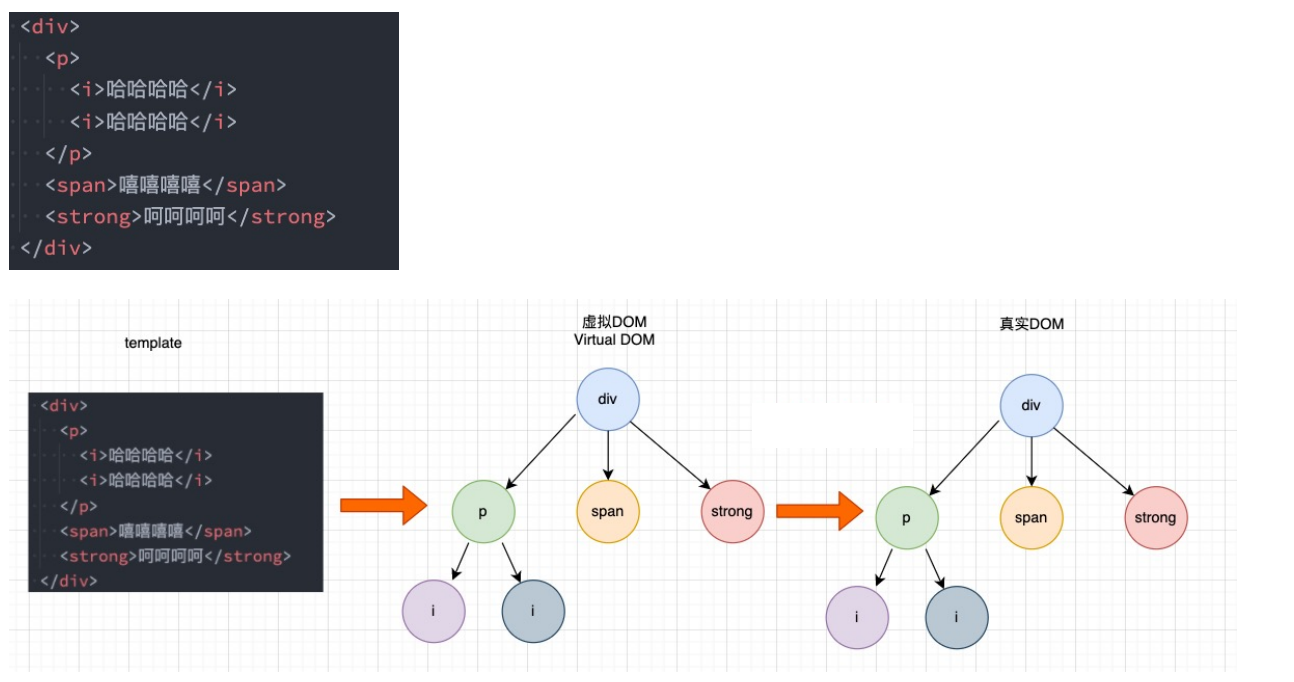 <div>
<p>
<i>哈哈哈哈</i>
<i>哈哈哈哈</i>
</p>
<span>嘻嘻嘻嘻</span>
<strong>呵呵呵呵</strong>
</div>
template
虚拟DOM
Virtual DOM
真实DOM
<div>
<p>
<i>哈哈哈哈</i>
<i>哈哈哈哈</i>
</p>
<span>嘻嘻嘻嘻</span>
<strong>呵呵呵呵</strong>
</div>
div
p
span
strong
i
i
div
p
span
strong
i
i